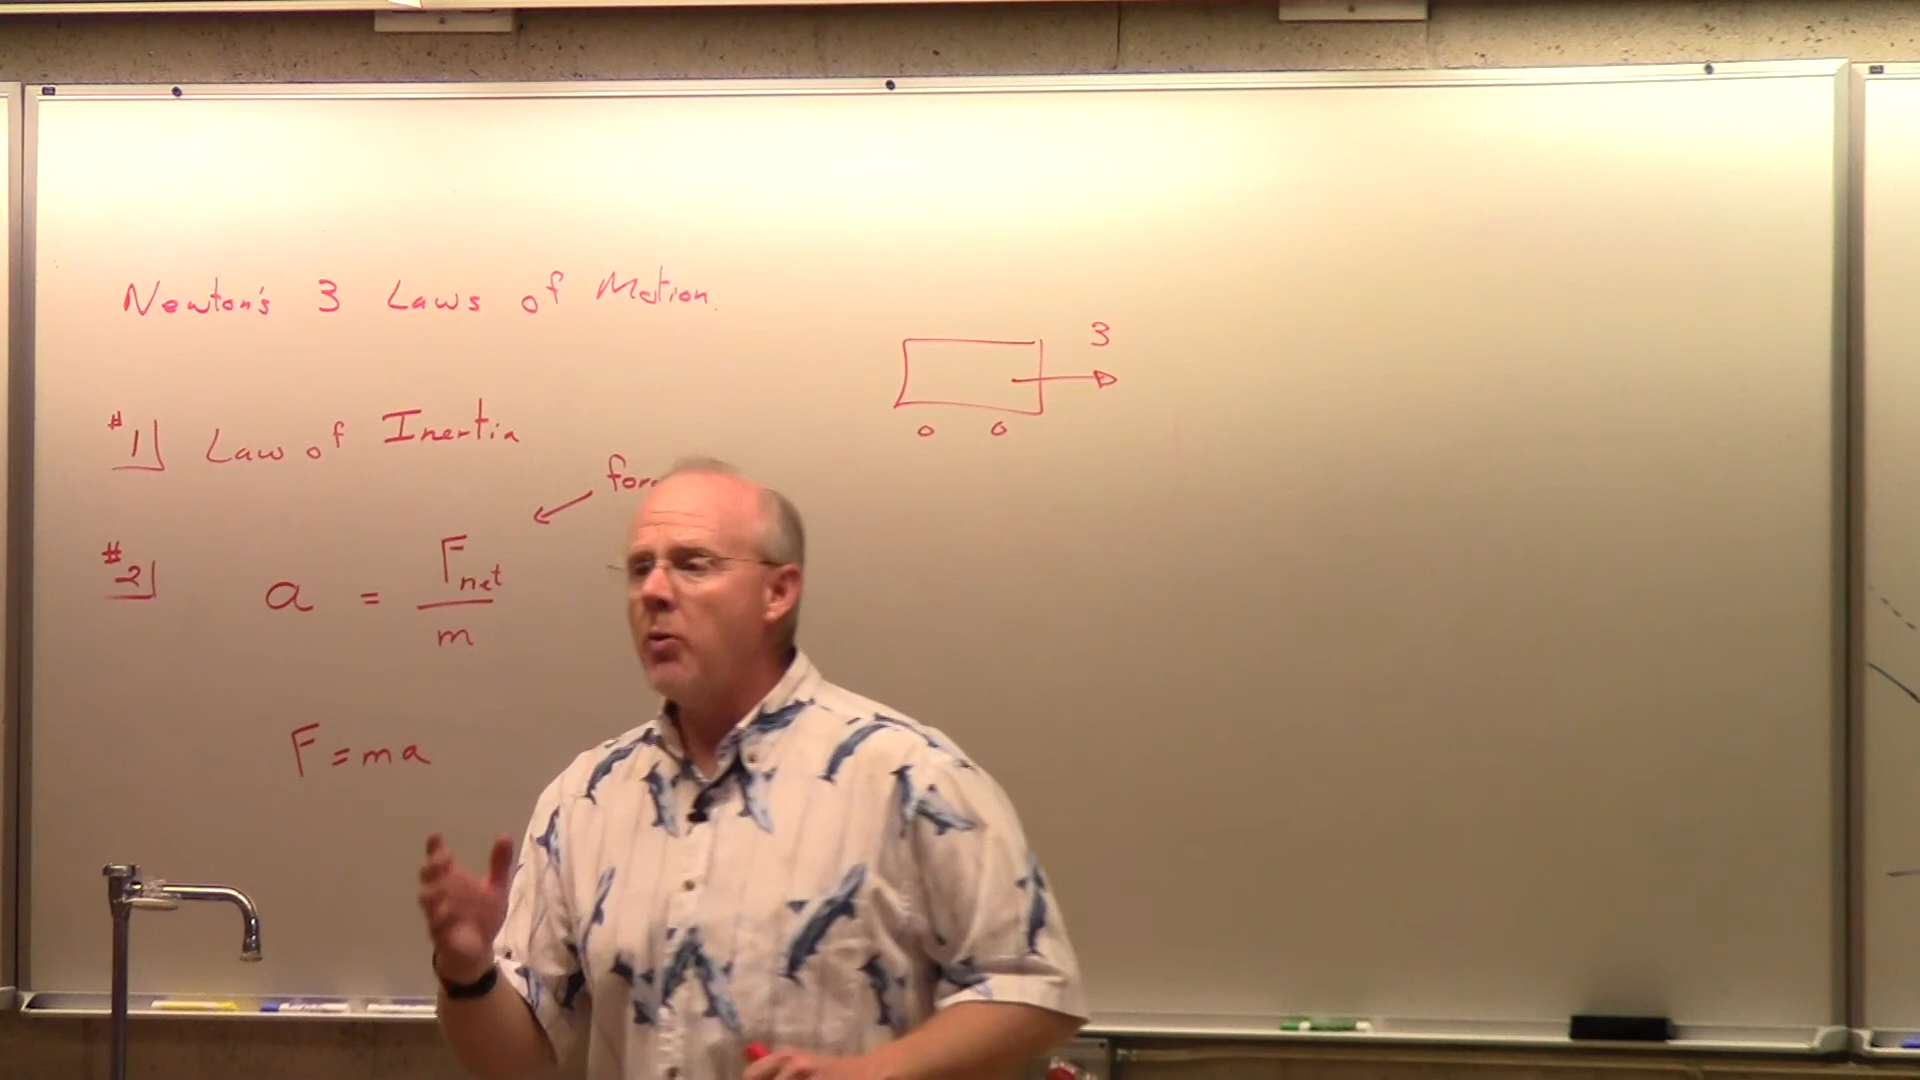 Newton's 3 Laws of Motion.
3
#1 Law of Inertia
#2 a = Fnet / m
F = ma